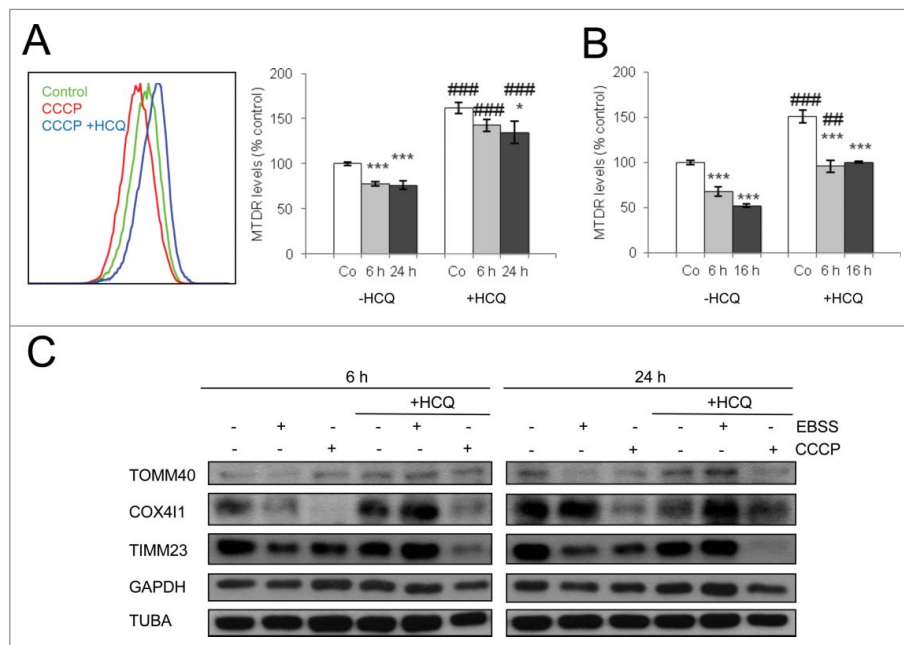 A
Control
CCCP
CCCP +HCQ
MTDR levels (% control)
200
150
100
50
0
*** ***
### ### ###
*
Co 6 h 24 h Co 6 h 24 h
-HCQ +HCQ
B
MTDR levels (% control)
200
150
100
50
0
*** ***
### ##
*** ***
Co 6 h 16 h Co 6 h 16 h
-HCQ +HCQ
C
6 h 24 h
+HCQ +HCQ
- + - - + - - + - - + - EBSS
- - + - - + - - + - - + CCCP
TOMM40
COX4I1
TIMM23
GAPDH
TUBA